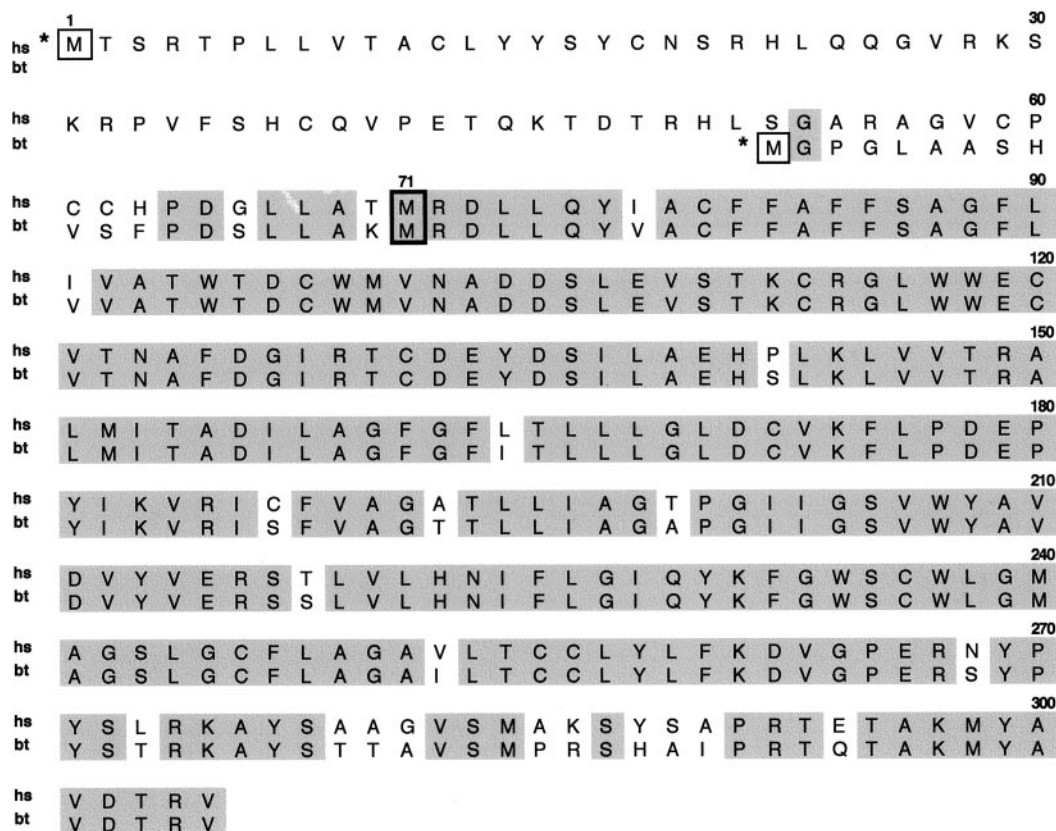 1 30
hs * M T S R T P L L V T A C L Y Y S Y C N S R H L Q Q G V R K S
bt
60
hs K R P V F S H C Q V P E T Q K T D T R H L S G A R A G V C P
bt * M G P G L A A S H
71 90
hs C C H P D G L L A T M R D L L Q Y I A C F F A F F S A G F L
bt V S F P D S L L A K M R D L L Q Y V A C F F A F F S A G F L
120
hs I V A T W T D C W M V N A D D S L E V S T K C R G L W W E C
bt V V A T W T D C W M V N A D D S L E V S T K C R G L W W E C
150
hs V T N A F D G I R T C D E Y D S I L A E H P L K L V V T R A
bt V T N A F D G I R T C D E Y D S I L A E H S L K L V V T R A
180
hs L M I T A D I L A G F G F L T L L L G L D C V K F L P D E P
bt L M I T A D I L A G F G F I T L L L G L D C V K F L P D E P
210
hs Y I K V R I C F V A G A T L L I A G T P G I I G S V W Y A V
bt Y I K V R I S F V A G T T L L I A G A P G I I G S V W Y A V
240
hs D V Y V E R S T L V L H N I F L G I Q Y K F G W S C W L G M
bt D V Y V E R S S L V L H N I F L G I Q Y K F G W S C W L G M
270
hs A G S L G C F L A G A V L T C C L Y L F K D V G P E R N Y P
bt A G S L G C F L A G A I L T C C L Y L F K D V G P E R S Y P
300
hs Y S L R K A Y S A A G V S M A K S Y S A P R T E T A K M Y A
bt Y S T R K A Y S T T A V S M P R S H A I P R T Q T A K M Y A
hs V D T R V
bt V D T R V